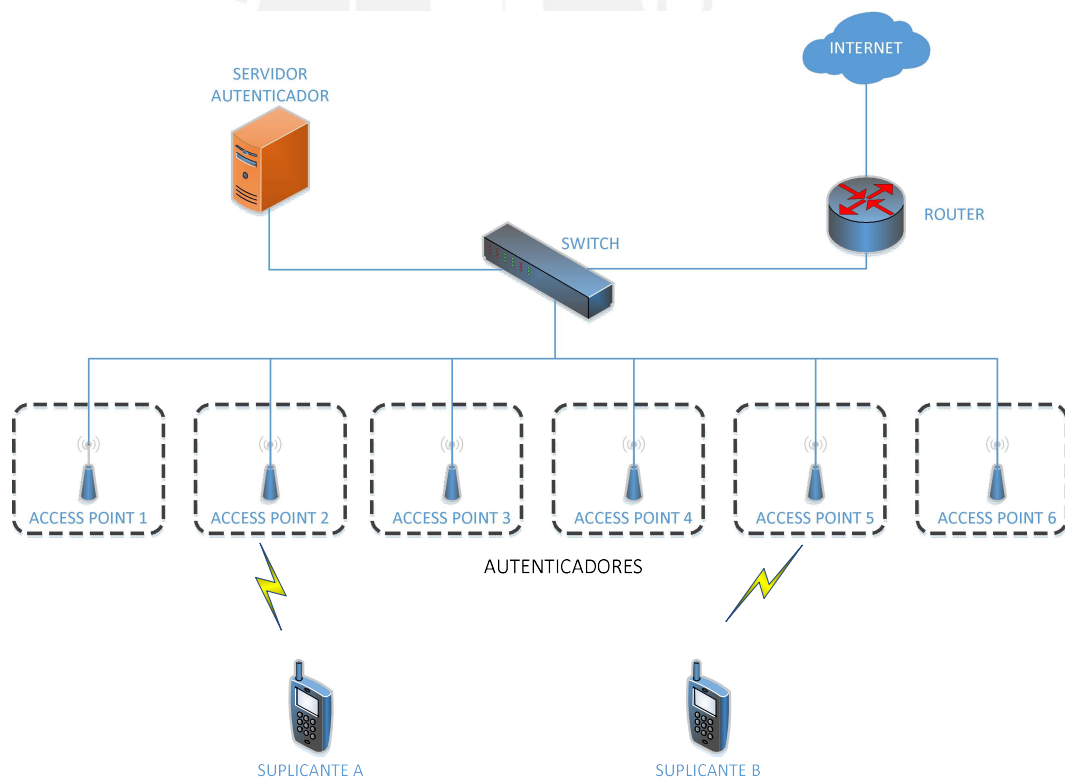 INTERNET
SERVIDOR
AUTENTICADOR
ROUTER
SWITCH
ACCESS POINT 1
ACCESS POINT 2
ACCESS POINT 3
ACCESS POINT 4
ACCESS POINT 5
ACCESS POINT 6
AUTENTICADORES
SUPLICANTE A
SUPLICANTE B